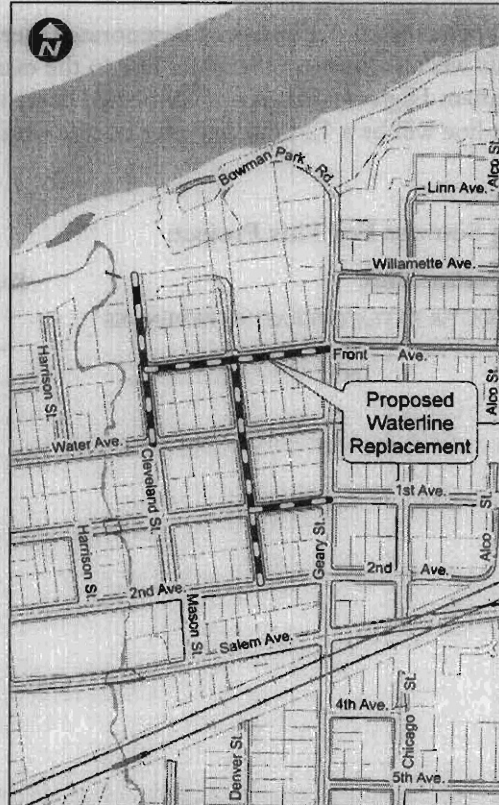 N
Bowman Park Rd
Alco St.
Linn Ave.
Willamette Ave.
Harrison St.
Front Ave.
Proposed
Waterline
Replacement
Alco St.
Water Ave.
Cleveland St.
1st Ave.
Harrison St.
Geary St.
2nd Ave.
Alco St.
2nd Ave.
Mason St.
Salem Ave.
4th Ave.
Chicago St.
Denver St.
5th Ave.